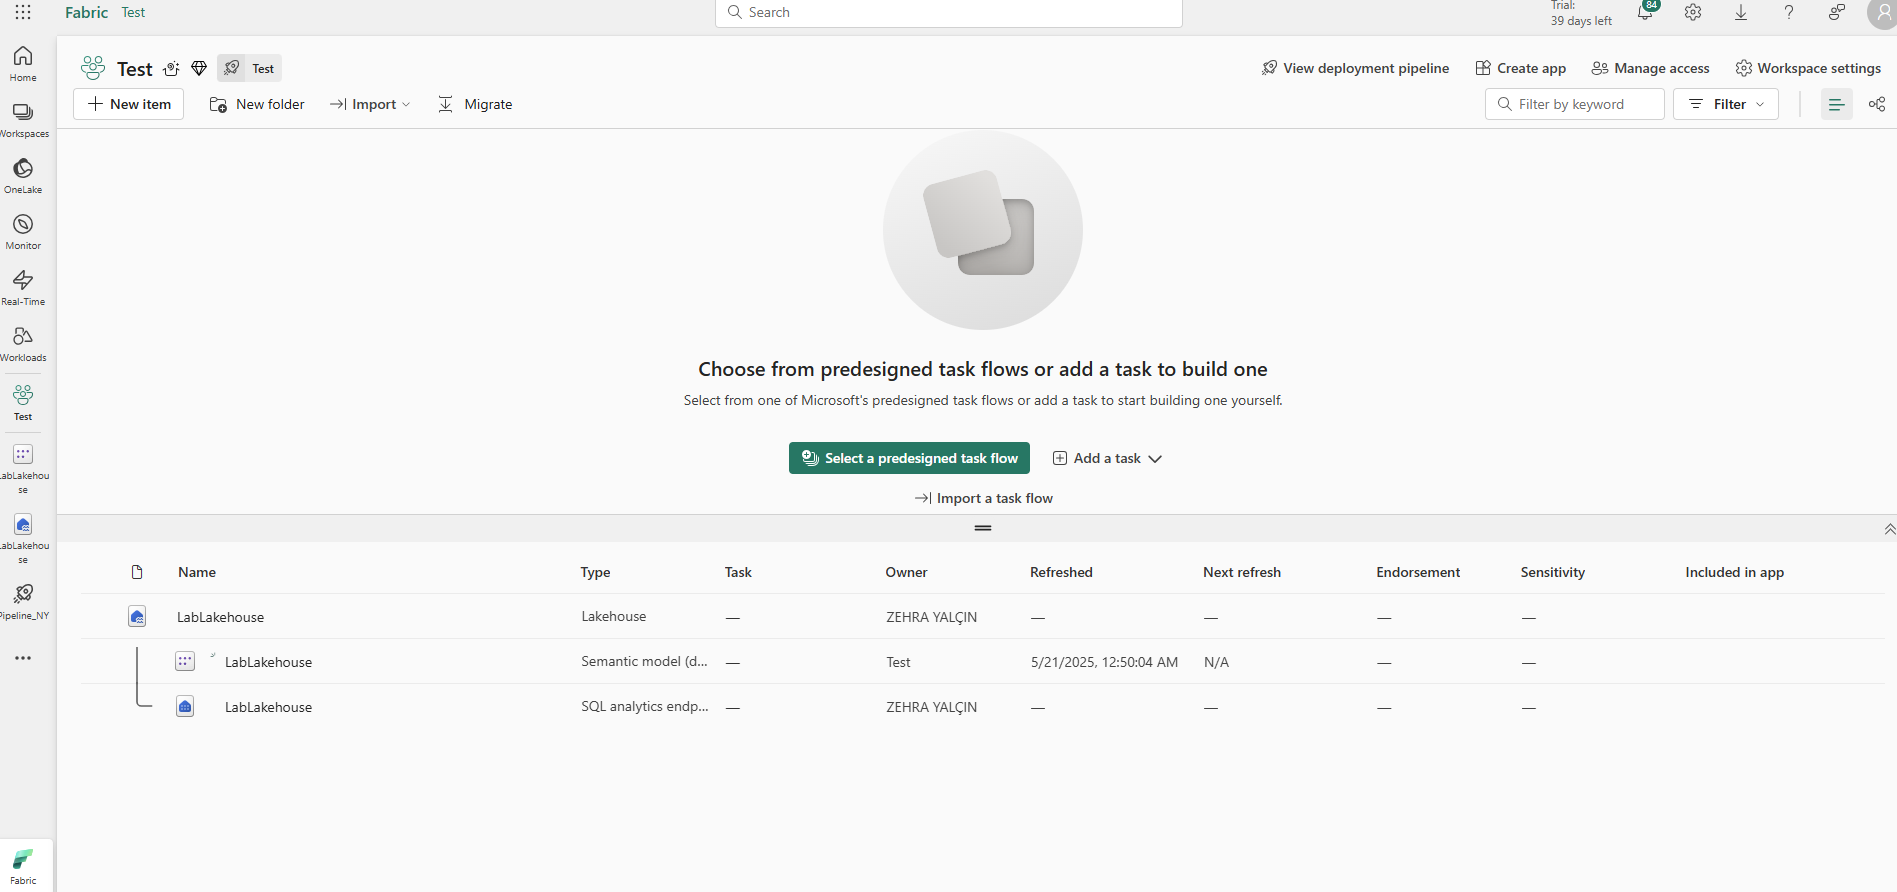 Fabric Test
Search
Trial:
39 days left
84
?
Home
Workspaces
OneLake
Monitor
Real-Time
Workloads
Test
LabLakehou
se
LabLakehou
se
Pipeline_NY
Fabric
Test Test
View deployment pipeline Create app Manage access Workspace settings
New item New folder Import Migrate
Filter by keyword Filter
Choose from predesigned task flows or add a task to build one
Select from one of Microsoft's predesigned task flows or add a task to start building one yourself.
Select a predesigned task flow Add a task
Import a task flow
Name Type Task Owner Refreshed Next refresh Endorsement Sensitivity Included in app
LabLakehouse Lakehouse — ZEHRA YALÇIN — — — —
LabLakehouse Semantic model (d... — Test 5/21/2025, 12:50:04 AM N/A — —
LabLakehouse SQL analytics endp... — ZEHRA YALÇIN — — — —